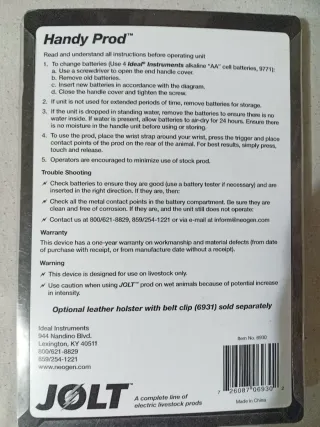 Handy Prod™
Read and understand all instructions before operating unit
1. To change batteries (Use 4 Ideal® Instruments alkaline "AA" cell batteries, 9771):
a. Use a screwdriver to open the end handle cover.
b. Remove old batteries.
c. Insert new batteries in accordance with the diagram.
d. Close the handle cover and tighten the screw.
2. If unit is not used for extended periods of time, remove batteries for storage.
3. If the unit is dropped in standing water, remove the batteries to ensure there is no
water inside. If water is present, allow batteries to air-dry for 24 hours. Ensure there
is no moisture in the handle unit before using or storing.
4. To use the prod, place the wrist strap around your wrist, press the trigger and place
contact points of the prod on the rear of the animal. For best results, simply press,
touch and release.
5. Operators are encouraged to minimize use of stock prod.
Trouble Shooting
Check batteries to ensure they are good (use a battery tester if necessary) and are
inserted in the right direction. If they are, then:
Check all the metal contact points in the battery compartment. Be sure they are
clean and free of corrosion. If they are, and the unit still does not operate:
Contact us at 800/621-8829, 859/254-1221 or via e-mail at inform@neogen.com
Warranty
This device has a one-year warranty on workmanship and material defects (from date
of purchase with receipt, or from manufacture date without a receipt).
Warning
This device is designed for use on livestock only.
Use caution when using JOLT™ prod on wet animals because of potential increase
in intensity.
Optional leather holster with belt clip (6931) sold separately
Ideal Instruments
944 Nandino Blvd.
Lexington, KY 40511
800/621-8829
859/254-1221
www.neogen.com
Item No. 6930
7 26087 06930 4
Made in China
JOLT™
A complete line of
electric livestock prods